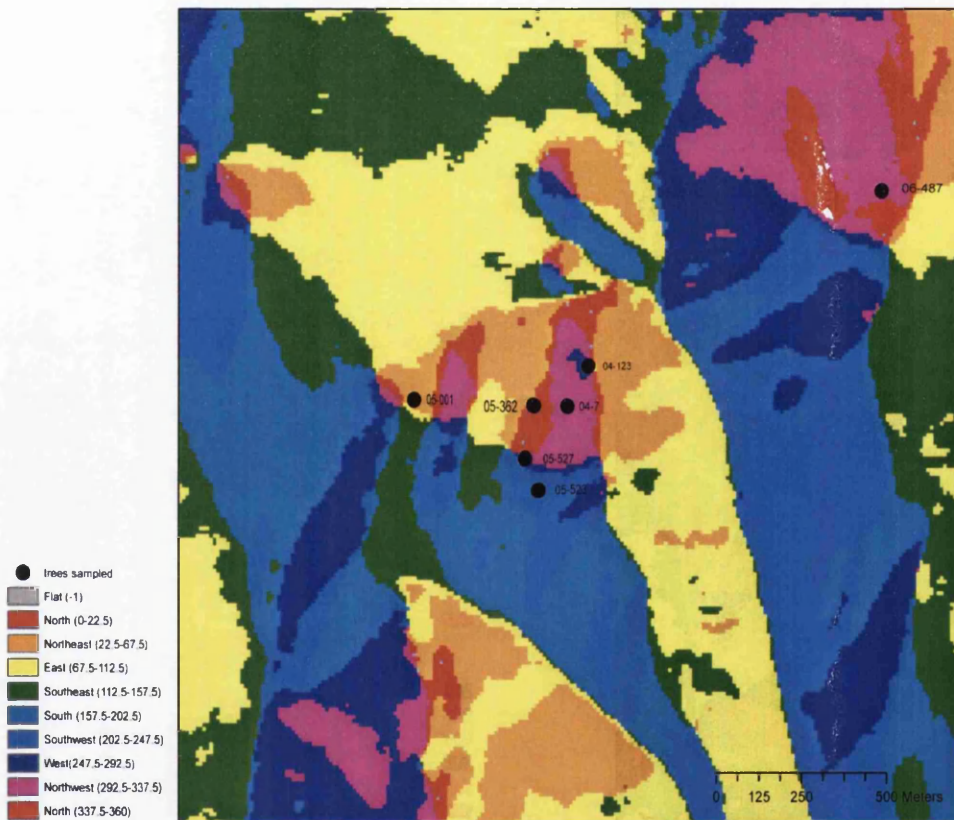 06-487
04-123
05-001
05-362
04-7
05-527
trees sampled
Flat (-1)
North (0-22.5)
Northeast (22.5-67.5)
East (67.5-112.5)
Southeast (112.5-157.5)
South (157.5-202.5)
Southwest (202.5-247.5)
West(247.5-292.5)
Northwest (292.5-337.5)
North (337.5-360)
0 125 250 500 Meters